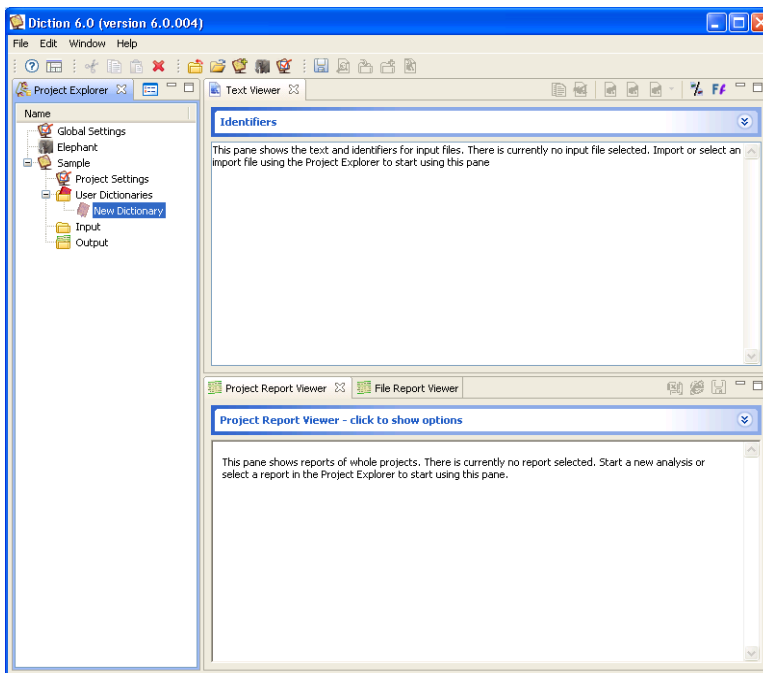 Diction 6.0 (version 6.0.004)
File Edit Window Help
Project Explorer
Text Viewer
Name
Global Settings
Elephant
Sample
Project Settings
User Dictionaries
New Dictionary
Input
Output
Identifiers
This pane shows the text and identifiers for input files. There is currently no input file selected. Import or select an
import file using the Project Explorer to start using this pane
Project Report Viewer
File Report Viewer
Project Report Viewer - click to show options
This pane shows reports of whole projects. There is currently no report selected. Start a new analysis or
select a report in the Project Explorer to start using this pane.